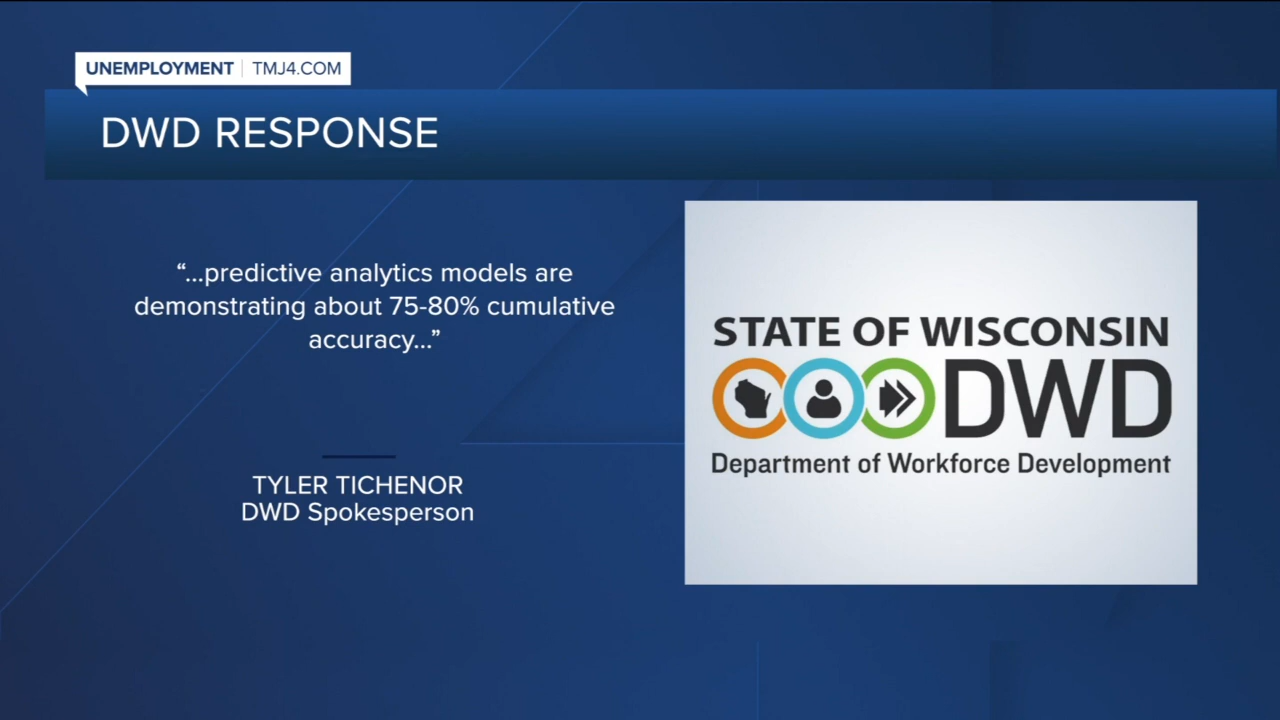 UNEMPLOYMENT | TMJ4.COM
DWD RESPONSE
“...predictive analytics models are
demonstrating about 75-80% cumulative
accuracy...”
TYLER TICHENOR
DWD Spokesperson
STATE OF WISCONSIN
DWD
Department of Workforce Development